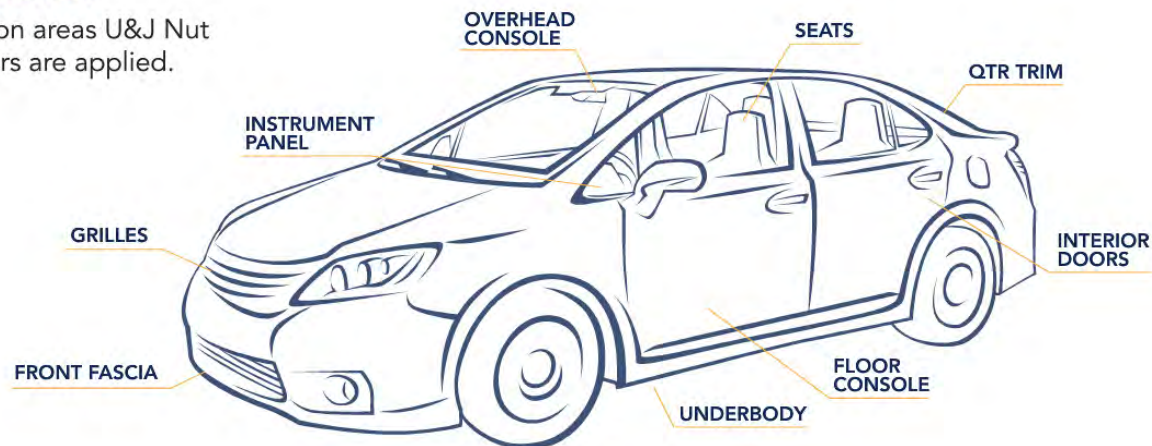 on areas U&J Nut
rs are applied.
OVERHEAD
CONSOLE
SEATS
QTR TRIM
INSTRUMENT
PANEL
GRILLES
INTERIOR
DOORS
FRONT FASCIA
FLOOR
CONSOLE
UNDERBODY